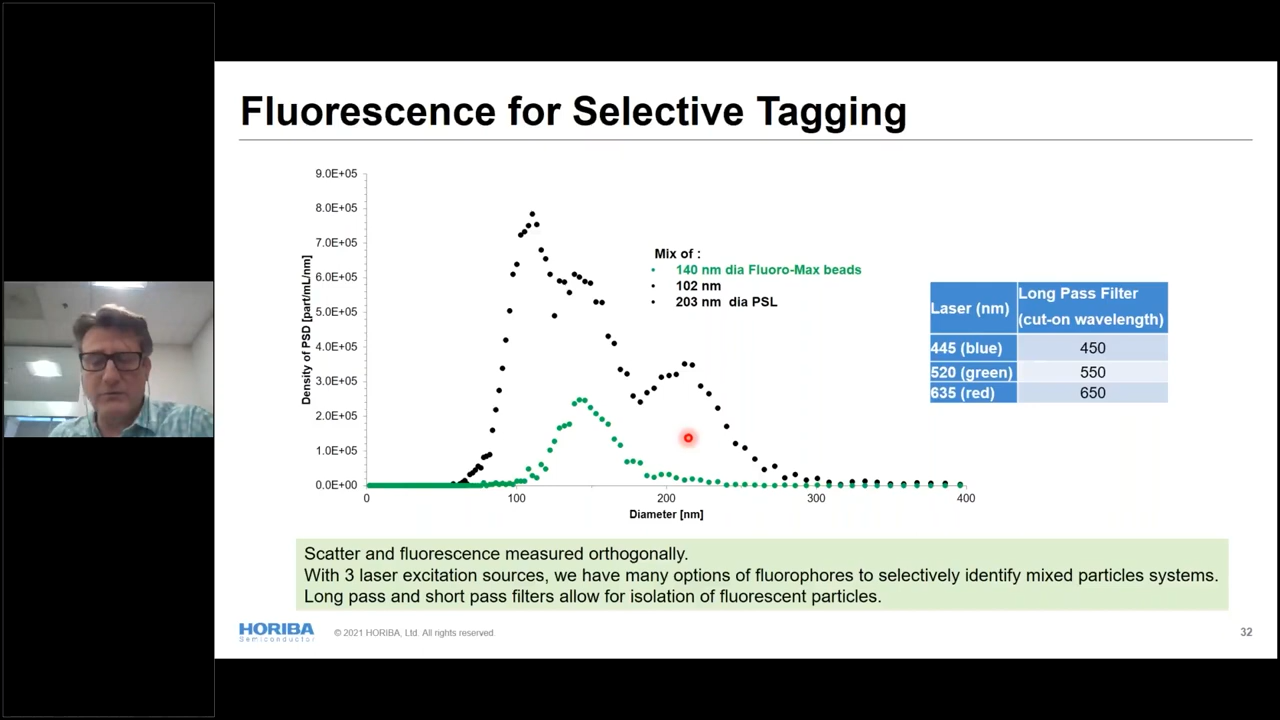 Fluorescence for Selective Tagging
9.0E+05
8.0E+05
7.0E+05
6.0E+05
5.0E+05
4.0E+05
3.0E+05
2.0E+05
1.0E+05
0.0E+00
Density of PSD [part/mL/nm]
0 100 200 300 400
Diameter [nm]
Mix of :
• 140 nm dia Fluoro-Max beads
• 102 nm
• 203 nm dia PSL
Laser (nm) Long Pass Filter
(cut-on wavelength)
445 (blue) 450
520 (green) 550
635 (red) 650
Scatter and fluorescence measured orthogonally.
With 3 laser excitation sources, we have many options of fluorophores to selectively identify mixed particles systems.
Long pass and short pass filters allow for isolation of fluorescent particles.
HORIBA
Semiconductor
© 2021 HORIBA, Ltd. All rights reserved.
32